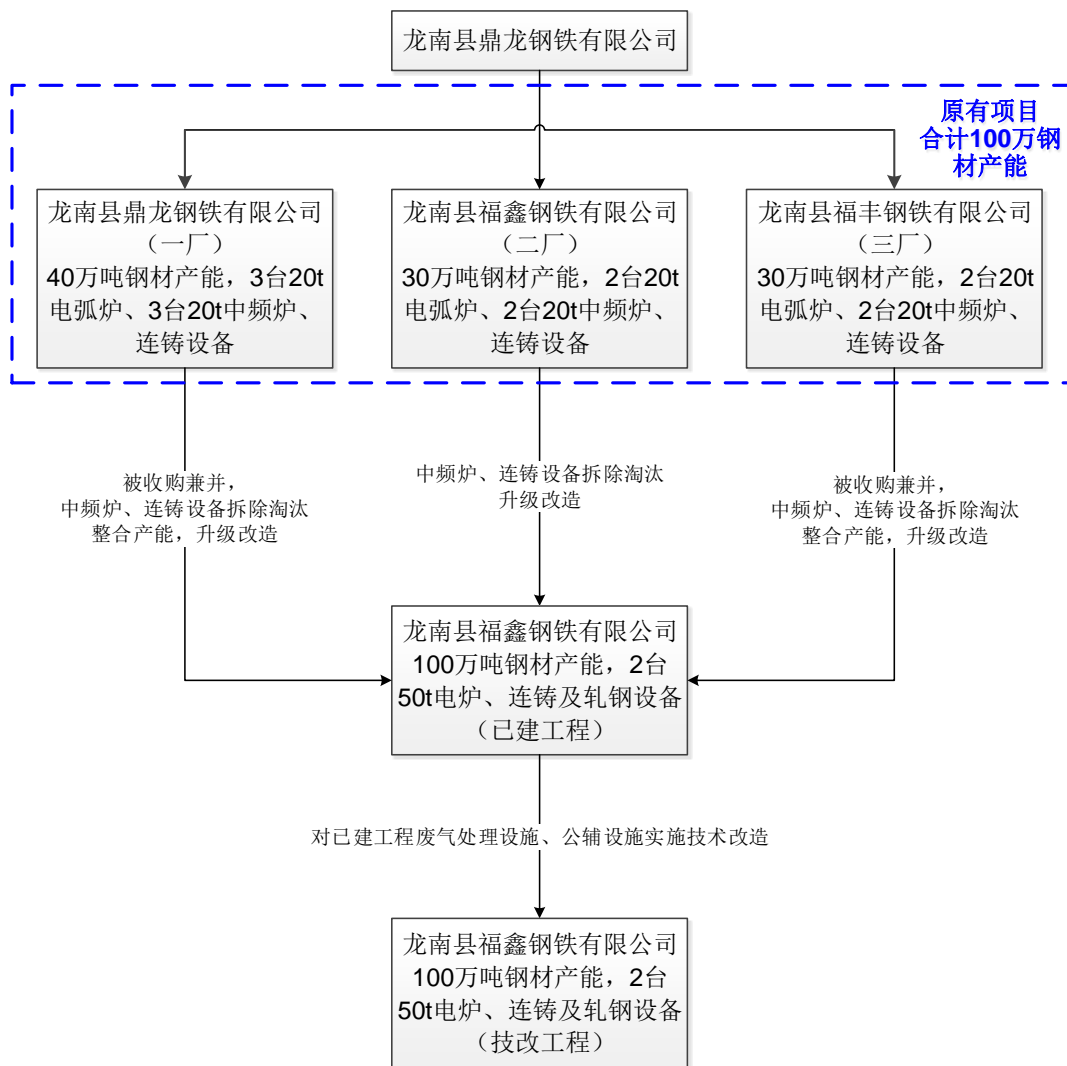 龙南县鼎龙钢铁有限公司
原有项目
合计100万钢
材产能
龙南县鼎龙钢铁有限公司
（一厂）
40万吨钢材产能，3台20t
电弧炉、3台20t中频炉、
连铸设备
龙南县福鑫钢铁有限公司
（二厂）
30万吨钢材产能，2台20t
电弧炉、2台20t中频炉、
连铸设备
龙南县福丰钢铁有限公司
（三厂）
30万吨钢材产能，2台20t
电弧炉、2台20t中频炉、
连铸设备
被收购兼并，
中频炉、连铸设备拆除淘汰
整合产能，升级改造
中频炉、连铸设备拆除淘汰
升级改造
被收购兼并，
中频炉、连铸设备拆除淘汰
整合产能，升级改造
龙南县福鑫钢铁有限公司
100万吨钢材产能，2台
50t电炉、连铸及轧钢设备
（已建工程）
对已建工程废气处理设施、公辅设施实施技术改造
龙南县福鑫钢铁有限公司
100万吨钢材产能，2台
50t电炉、连铸及轧钢设备
（技改工程）